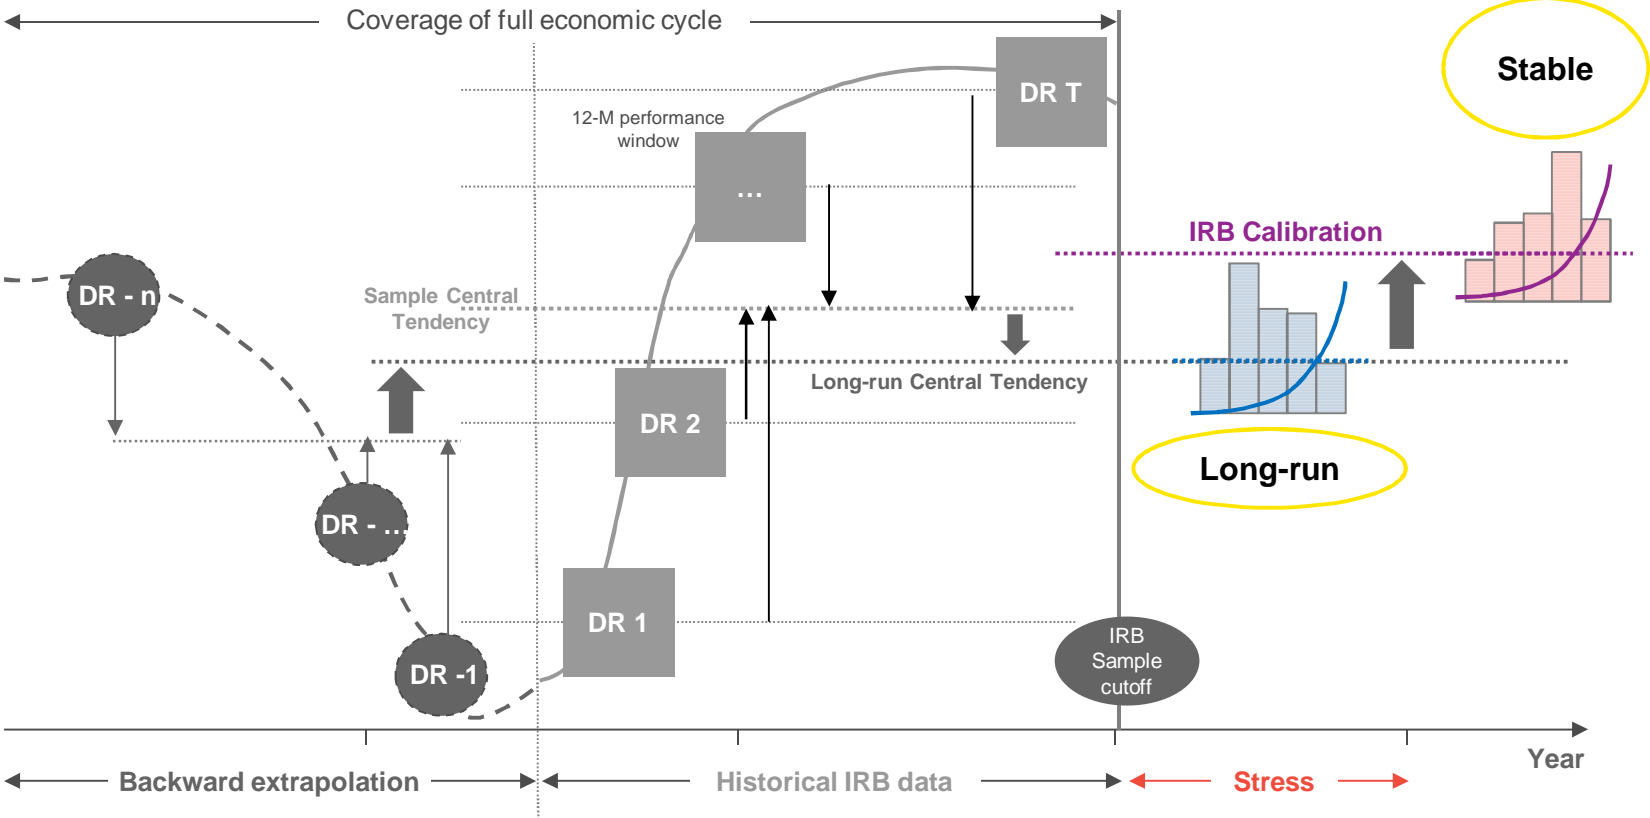 Coverage of full economic cycle
Stable
DR T
12-M performance
window
...
IRB Calibration
DR - n
Sample Central
Tendency
Long-run Central Tendency
DR 2
Long-run
DR - ...
DR 1
IRB
Sample
cutoff
DR -1
Year
Backward extrapolation
Historical IRB data
Stress